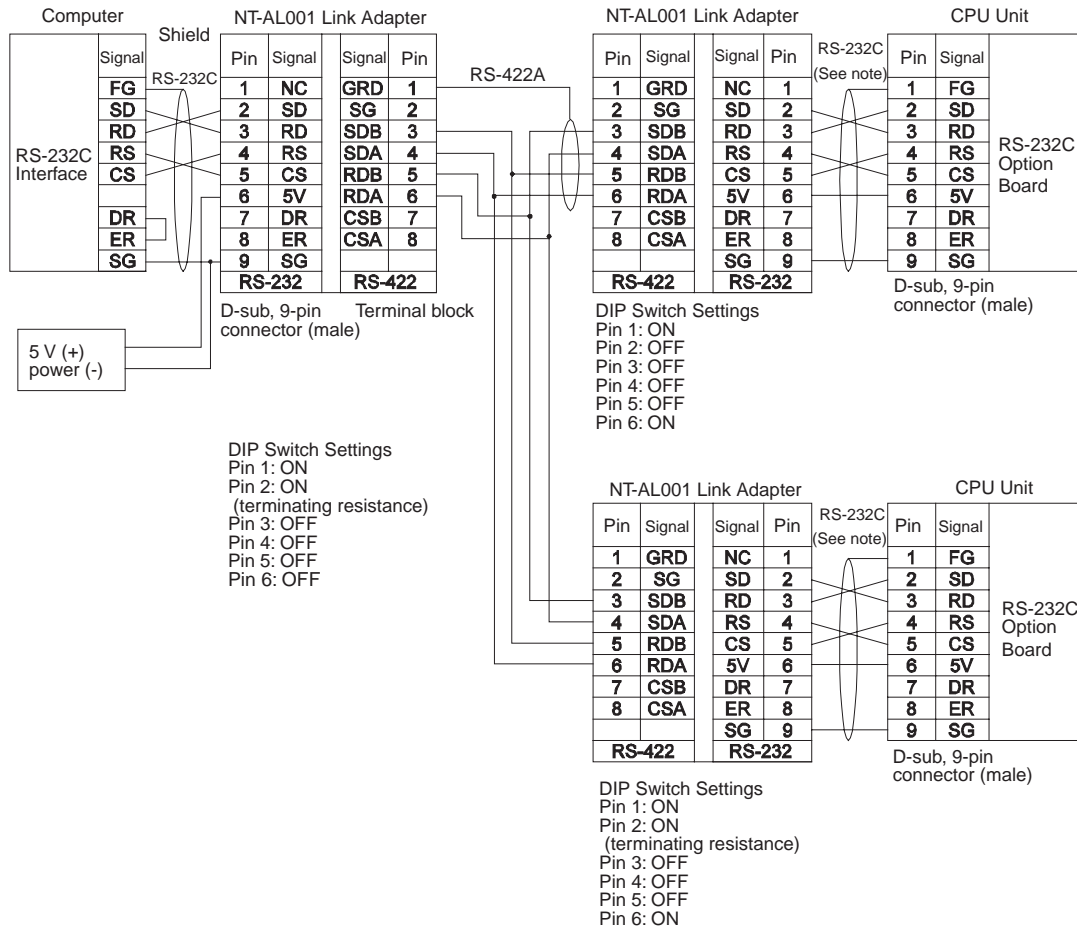 Computer
Shield
NT-AL001 Link Adapter
Signal
FG
SD
RD
RS
CS
DR
ER
SG
RS-232C
Interface
RS-232C
Pin Signal
1 NC
2 SD
3 RD
4 RS
5 CS
6 5V
7 DR
8 ER
9 SG
RS-232
Signal Pin
GRD 1
SG 2
SDB 3
SDA 4
RDB 5
RDA 6
CSB 7
CSA 8
RS-422
D-sub, 9-pin
connector (male)
Terminal block
5 V (+)
power (-)
DIP Switch Settings
Pin 1: ON
Pin 2: ON
(terminating resistance)
Pin 3: OFF
Pin 4: OFF
Pin 5: OFF
Pin 6: OFF
RS-422A
NT-AL001 Link Adapter
Pin Signal
1 GRD
2 SG
3 SDB
4 SDA
5 RDB
6 RDA
7 CSB
8 CSA
RS-422
Signal Pin
NC 1
SD 2
RD 3
RS 4
CS 5
5V 6
DR 7
ER 8
SG 9
RS-232
DIP Switch Settings
Pin 1: ON
Pin 2: OFF
Pin 3: OFF
Pin 4: OFF
Pin 5: OFF
Pin 6: ON
RS-232C
(See note)
CPU Unit
Pin Signal
1 FG
2 SD
3 RD
4 RS
5 CS
6 5V
7 DR
8 ER
9 SG
RS-232C
Option
Board
D-sub, 9-pin
connector (male)
NT-AL001 Link Adapter
Pin Signal
1 GRD
2 SG
3 SDB
4 SDA
5 RDB
6 RDA
7 CSB
8 CSA
RS-422
Signal Pin
NC 1
SD 2
RD 3
RS 4
CS 5
5V 6
DR 7
ER 8
SG 9
RS-232
RS-232C
(See note)
CPU Unit
Pin Signal
1 FG
2 SD
3 RD
4 RS
5 CS
6 5V
7 DR
8 ER
9 SG
RS-232C
Option
Board
D-sub, 9-pin
connector (male)
DIP Switch Settings
Pin 1: ON
Pin 2: ON
(terminating resistance)
Pin 3: OFF
Pin 4: OFF
Pin 5: OFF
Pin 6: ON